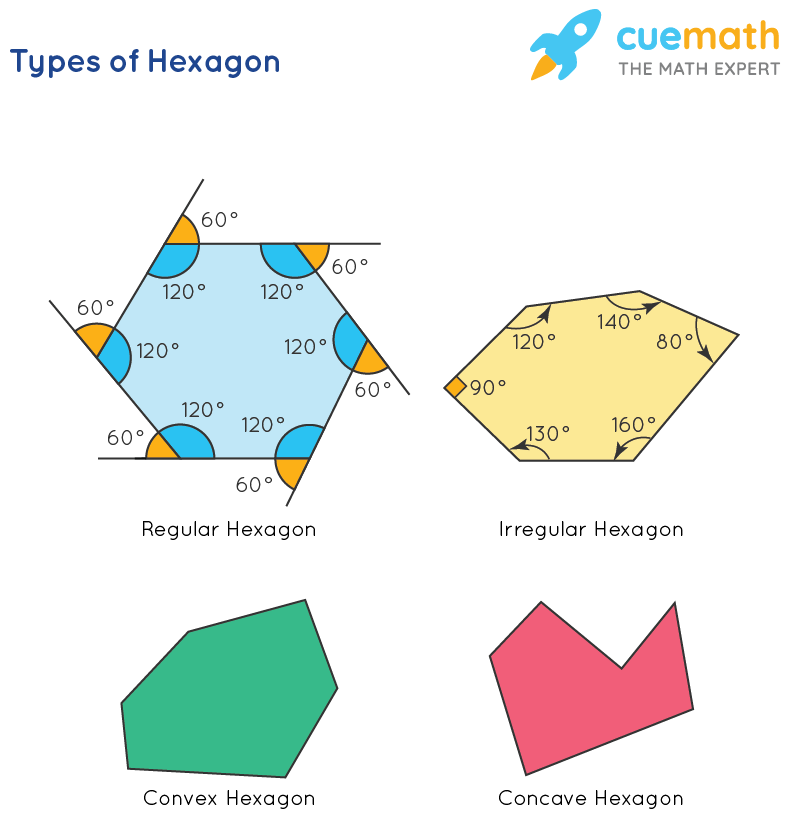 Types of Hexagon
cuemath
THE MATH EXPERT
60°
60°
120°
120°
60°
120°
120°
60°
120°
120°
60°
60°
Regular Hexagon
140°
120°
80°
90°
130°
160°
Irregular Hexagon
Convex Hexagon
Concave Hexagon